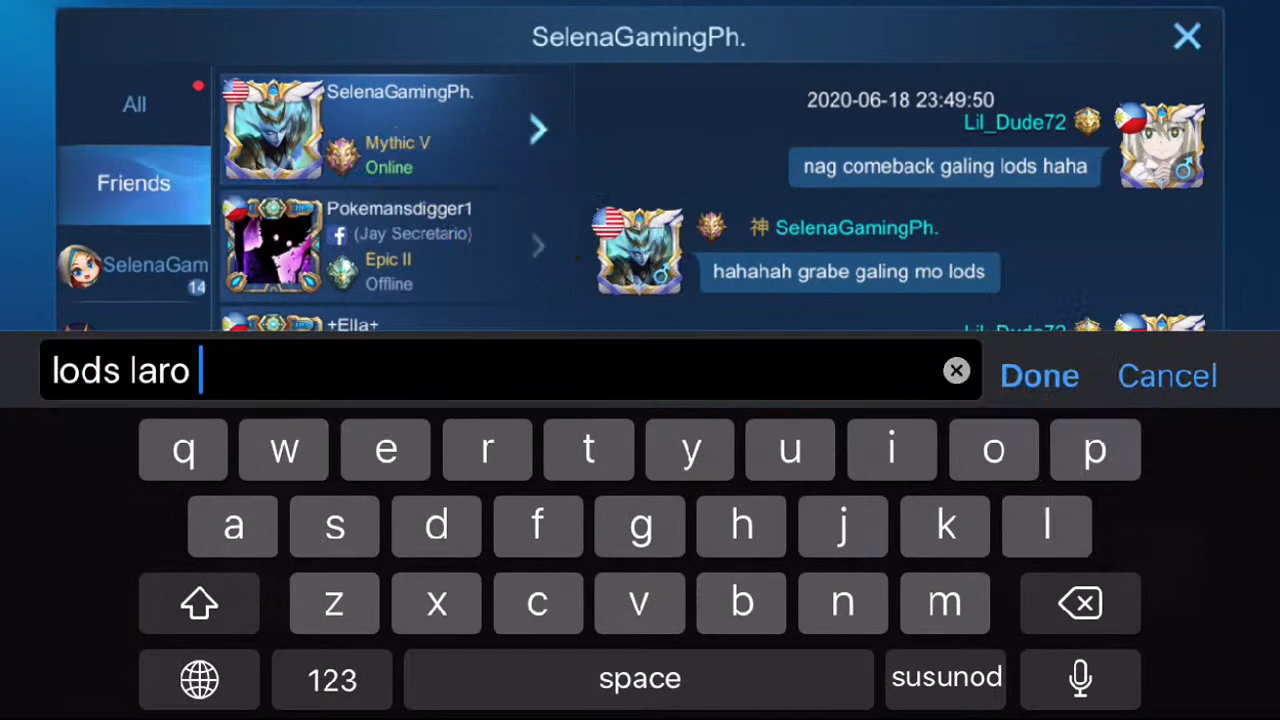 SelenaGamingPh.
All
Friends
SelenaGam
14
SelenaGamingPh.
Mythic V
Online
Pokemansdigger1
(Jay Secretario)
Epic II
Offline
+Ella+
2020-06-18 23:49:50
Lil_Dude72
nag comeback galing lods haha
神 SelenaGamingPh.
hahahah grabe galing mo lods
Lil_Dude72
lods laro
Done
Cancel
q w e r t y u i o p
a s d f g h j k l
z x c v b n m
123 space susunod